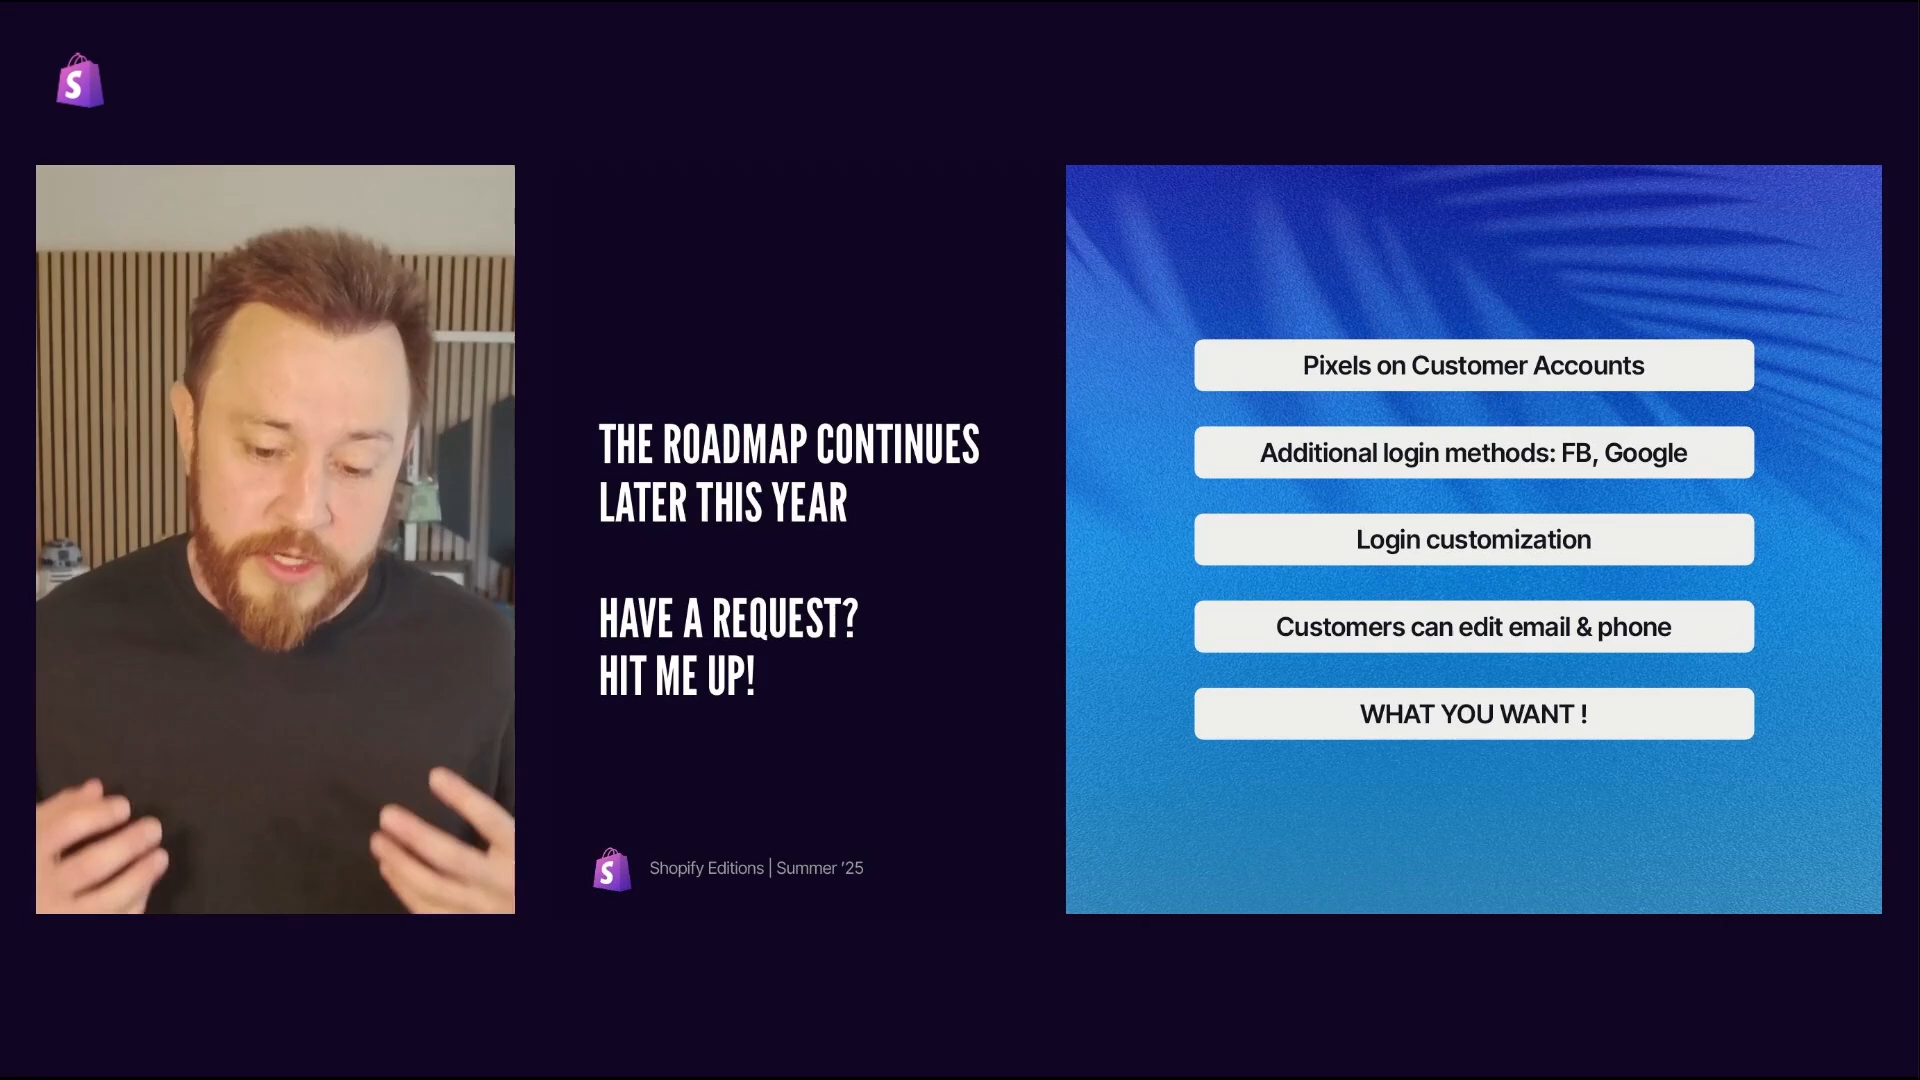 S
THE ROADMAP CONTINUES
LATER THIS YEAR
HAVE A REQUEST?
HIT ME UP!
S
Shopify Editions | Summer ’25
Pixels on Customer Accounts
Additional login methods: FB, Google
Login customization
Customers can edit email & phone
WHAT YOU WANT !